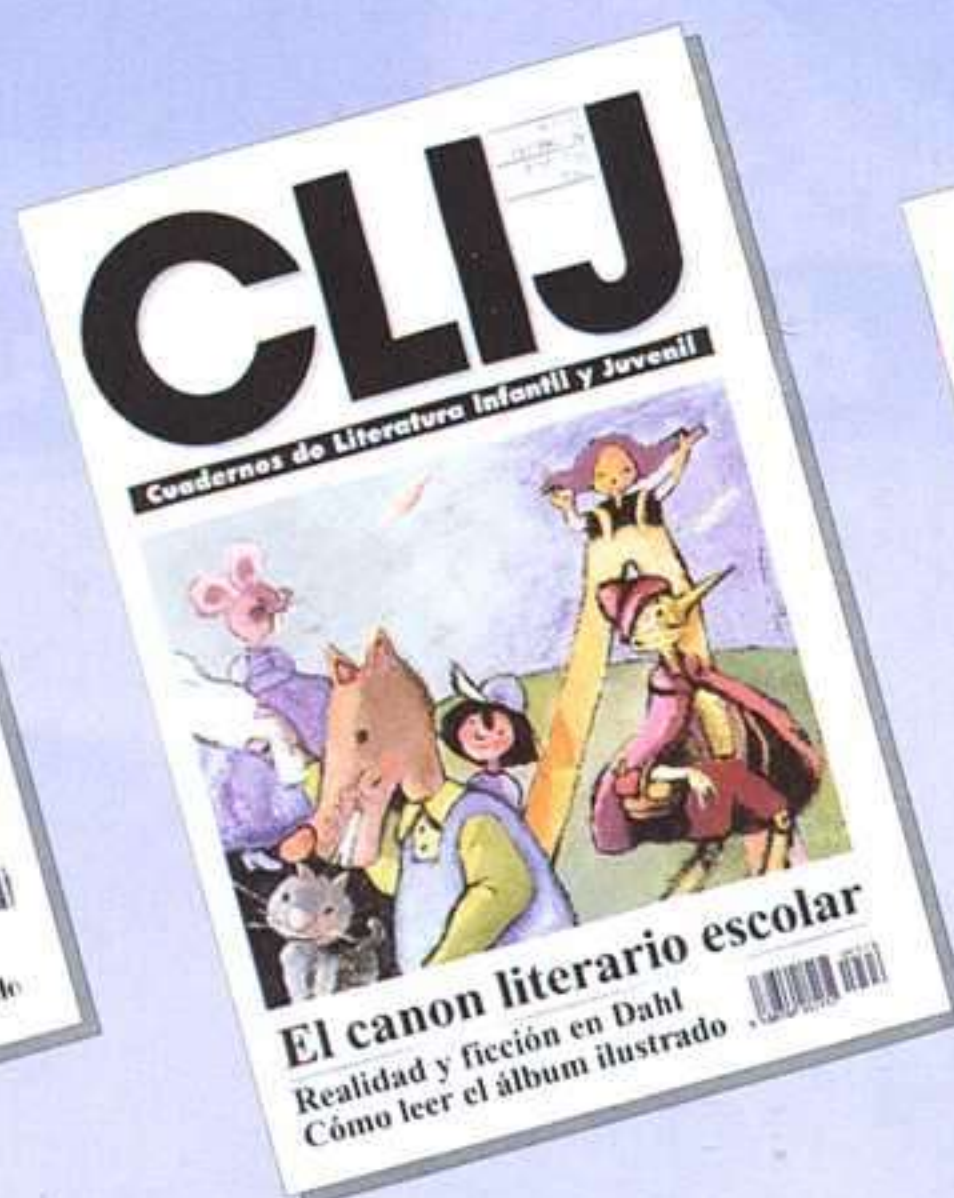 CLIJ
Cuadernos de Literatura Infantil y Juvenil
El canon literario escolar
Realidad y ficción en Dahl
Cómo leer el álbum ilustrado